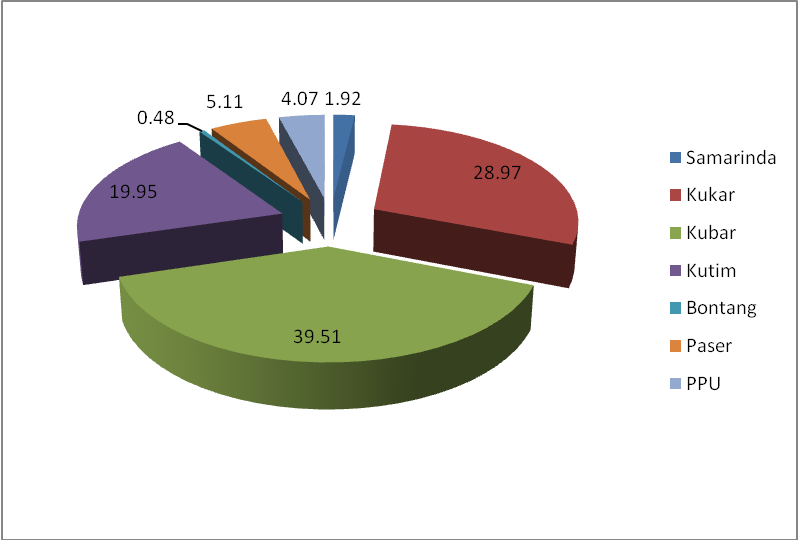 4.07 1.92
5.11
0.48
28.97
19.95
39.51
Samarinda
Kukar
Kubar
Kutim
Bontang
Paser
PPU